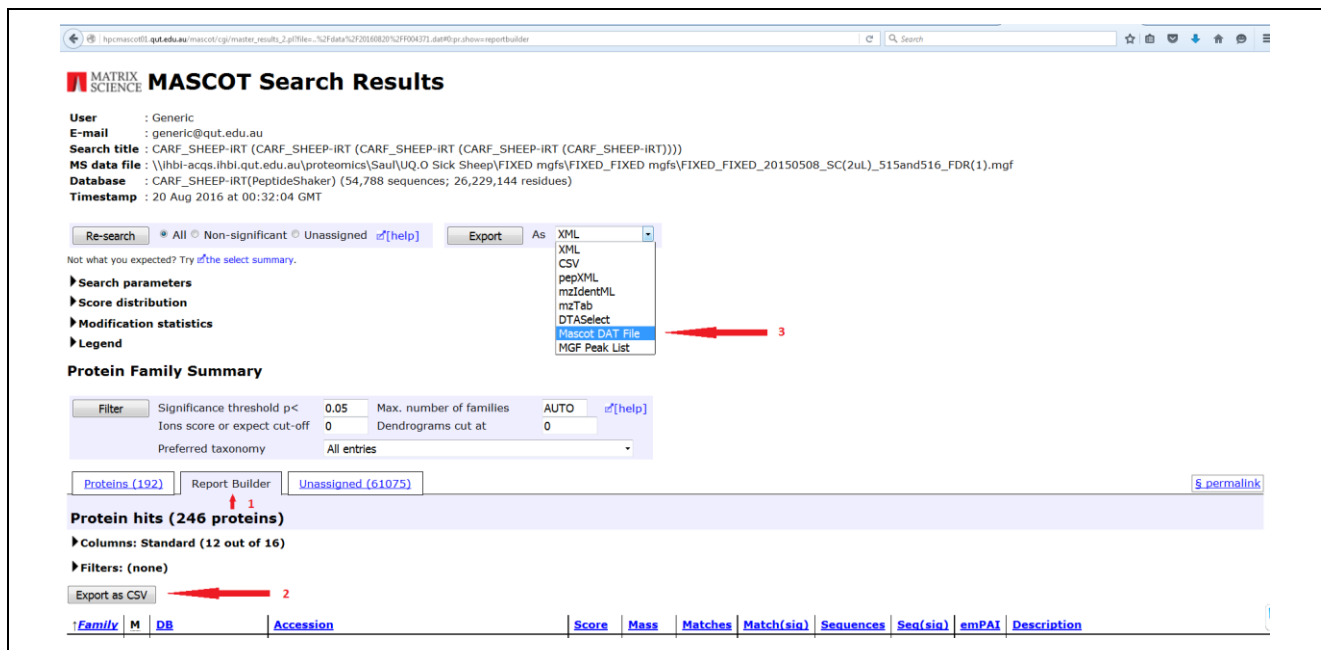 hpcmascot01.qut.edu.au/mascot/cgi/master_results_2.pl?file=..%2Fdata%2F20160820%2FF004371.dat#0:pr.show=reportbuilder Search
MATRIX SCIENCE MASCOT Search Results
User : Generic
E-mail : generic@qut.edu.au
Search title : CARF_SHEEP-iRT (CARF_SHEEP-iRT (CARF_SHEEP-iRT (CARF_SHEEP-iRT (CARF_SHEEP-iRT))))
MS data file : \\ihbi-acqs.ihbi.qut.edu.au\proteomics\Saul\UQ.O Sick Sheep\FIXED mgfs\FIXED_FIXED mgfs\FIXED_FIXED_20150508_SC(2uL)_515and516_FDR(1).mgf
Database : CARF_SHEEP-iRT(PeptideShaker) (54,788 sequences; 26,229,144 residues)
Timestamp : 20 Aug 2016 at 00:32:04 GMT
Re-search All Non-significant Unassigned [help] Export As XML
XML
CSV
pepXML
mzIdentML
mzTab
DTASelect
Mascot DAT File 3
MGF Peak List
Not what you expected? Try the select summary.
Search parameters
Score distribution
Modification statistics
Legend
Protein Family Summary
Filter Significance threshold p< 0.05 Max. number of families AUTO [help]
Ions score or expect cut-off 0 Dendrograms cut at 0
Preferred taxonomy All entries
Proteins (192) Report Builder Unassigned (61075) § permalink
1
Protein hits (246 proteins)
Columns: Standard (12 out of 16)
Filters: (none)
Export as CSV 2
↑Family M DB Accession Score Mass Matches Match(sig) Sequences Seq(sig) emPAI Description